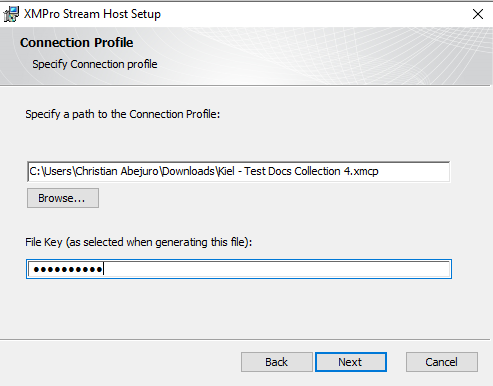 XMPro Stream Host Setup
Connection Profile
Specify Connection profile
Specify a path to the Connection Profile:
C:\Users\Christian Abejuro\Downloads\Kiel - Test Docs Collection 4.xmcp
Browse...
File Key (as selected when generating this file):
●●●●●●●●●●
Back
Next
Cancel